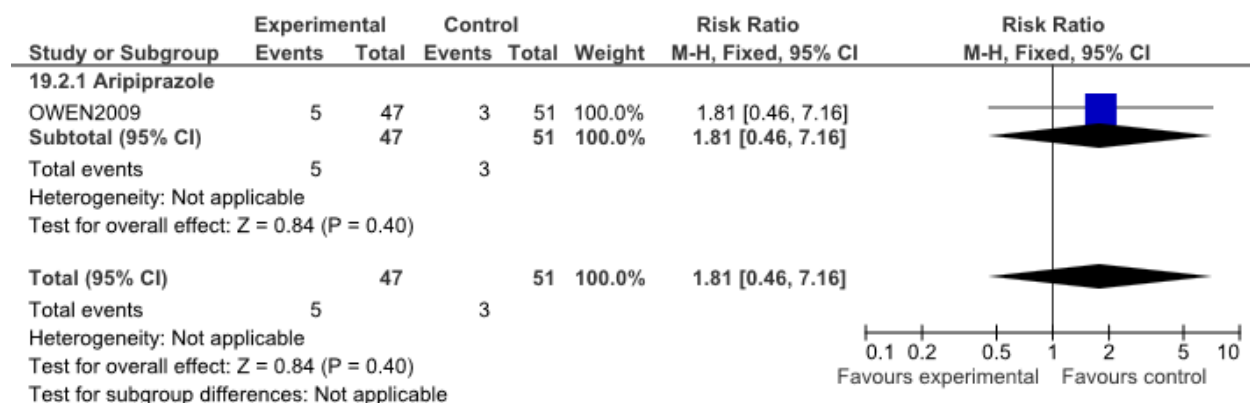 Experimental Control Risk Ratio Risk Ratio
Study or Subgroup Events Total Events Total Weight M-H, Fixed, 95% CI M-H, Fixed, 95% CI
19.2.1 Aripiprazole
OWEN2009 5 47 3 51 100.0% 1.81 [0.46, 7.16]
Subtotal (95% CI) 47 51 100.0% 1.81 [0.46, 7.16]
Total events 5 3
Heterogeneity: Not applicable
Test for overall effect: Z = 0.84 (P = 0.40)
Total (95% CI) 47 51 100.0% 1.81 [0.46, 7.16]
Total events 5 3
Heterogeneity: Not applicable
Test for overall effect: Z = 0.84 (P = 0.40)
Test for subgroup differences: Not applicable
0.1 0.2 0.5 1 2 5 10
Favours experimental Favours control